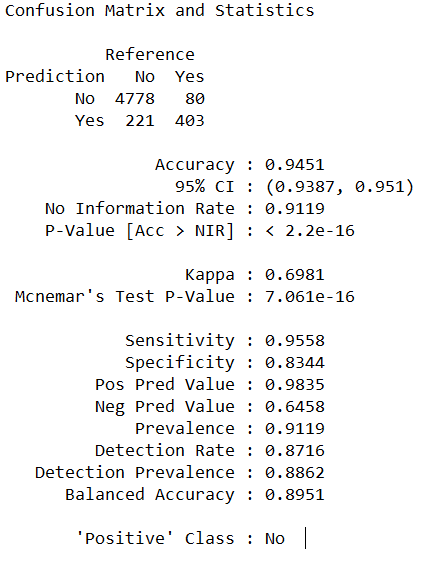 Confusion Matrix and Statistics
Reference
Prediction No Yes
No 4778 80
Yes 221 403
Accuracy : 0.9451
95% CI : (0.9387, 0.951)
No Information Rate : 0.9119
P-Value [Acc > NIR] : < 2.2e-16
Kappa : 0.6981
Mcnemar's Test P-Value : 7.061e-16
Sensitivity : 0.9558
Specificity : 0.8344
Pos Pred Value : 0.9835
Neg Pred Value : 0.6458
Prevalence : 0.9119
Detection Rate : 0.8716
Detection Prevalence : 0.8862
Balanced Accuracy : 0.8951
'Positive' Class : No